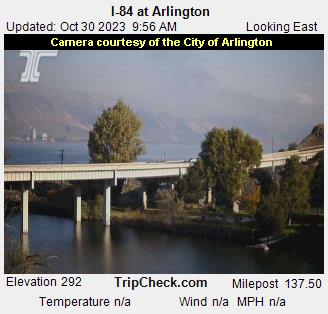 I-84 at Arlington
Updated: Oct 30 2023 9:56 AM Looking East
Camera courtesy of the City of Arlington
Elevation 292 TripCheck.com Milepost 137.50
Temperature n/a Wind n/a MPH n/a